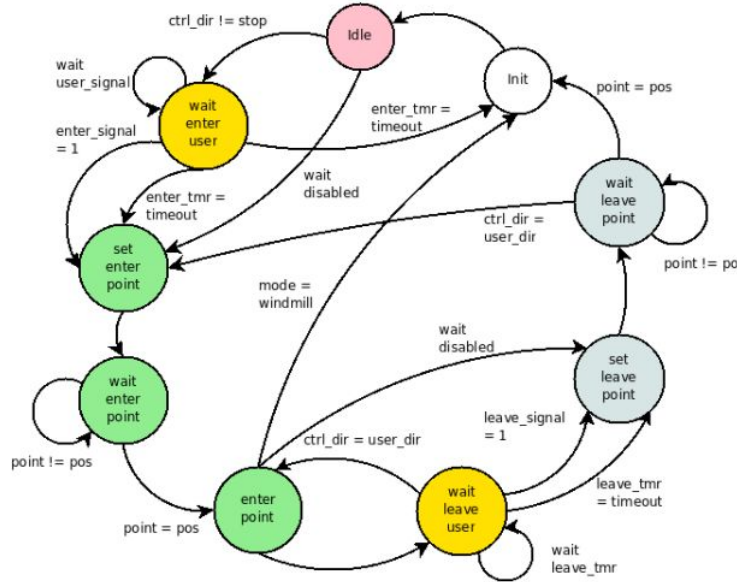 ctrl_dir != stop
Idle
Init
wait
user_signal
wait
enter
user
enter_tmr =
timeout
point = pos
enter_signal
= 1
wait
disabled
enter_tmr =
timeout
wait
leave
point
ctrl_dir =
user_dir
set
enter
point
point != po
mode =
windmill
wait
disabled
set
leave
point
wait
enter
point
leave_signal
= 1
ctrl_dir = user_dir
point != pos
enter
point
wait
leave
user
leave_tmr
= timeout
point = pos
wait
leave_tmr